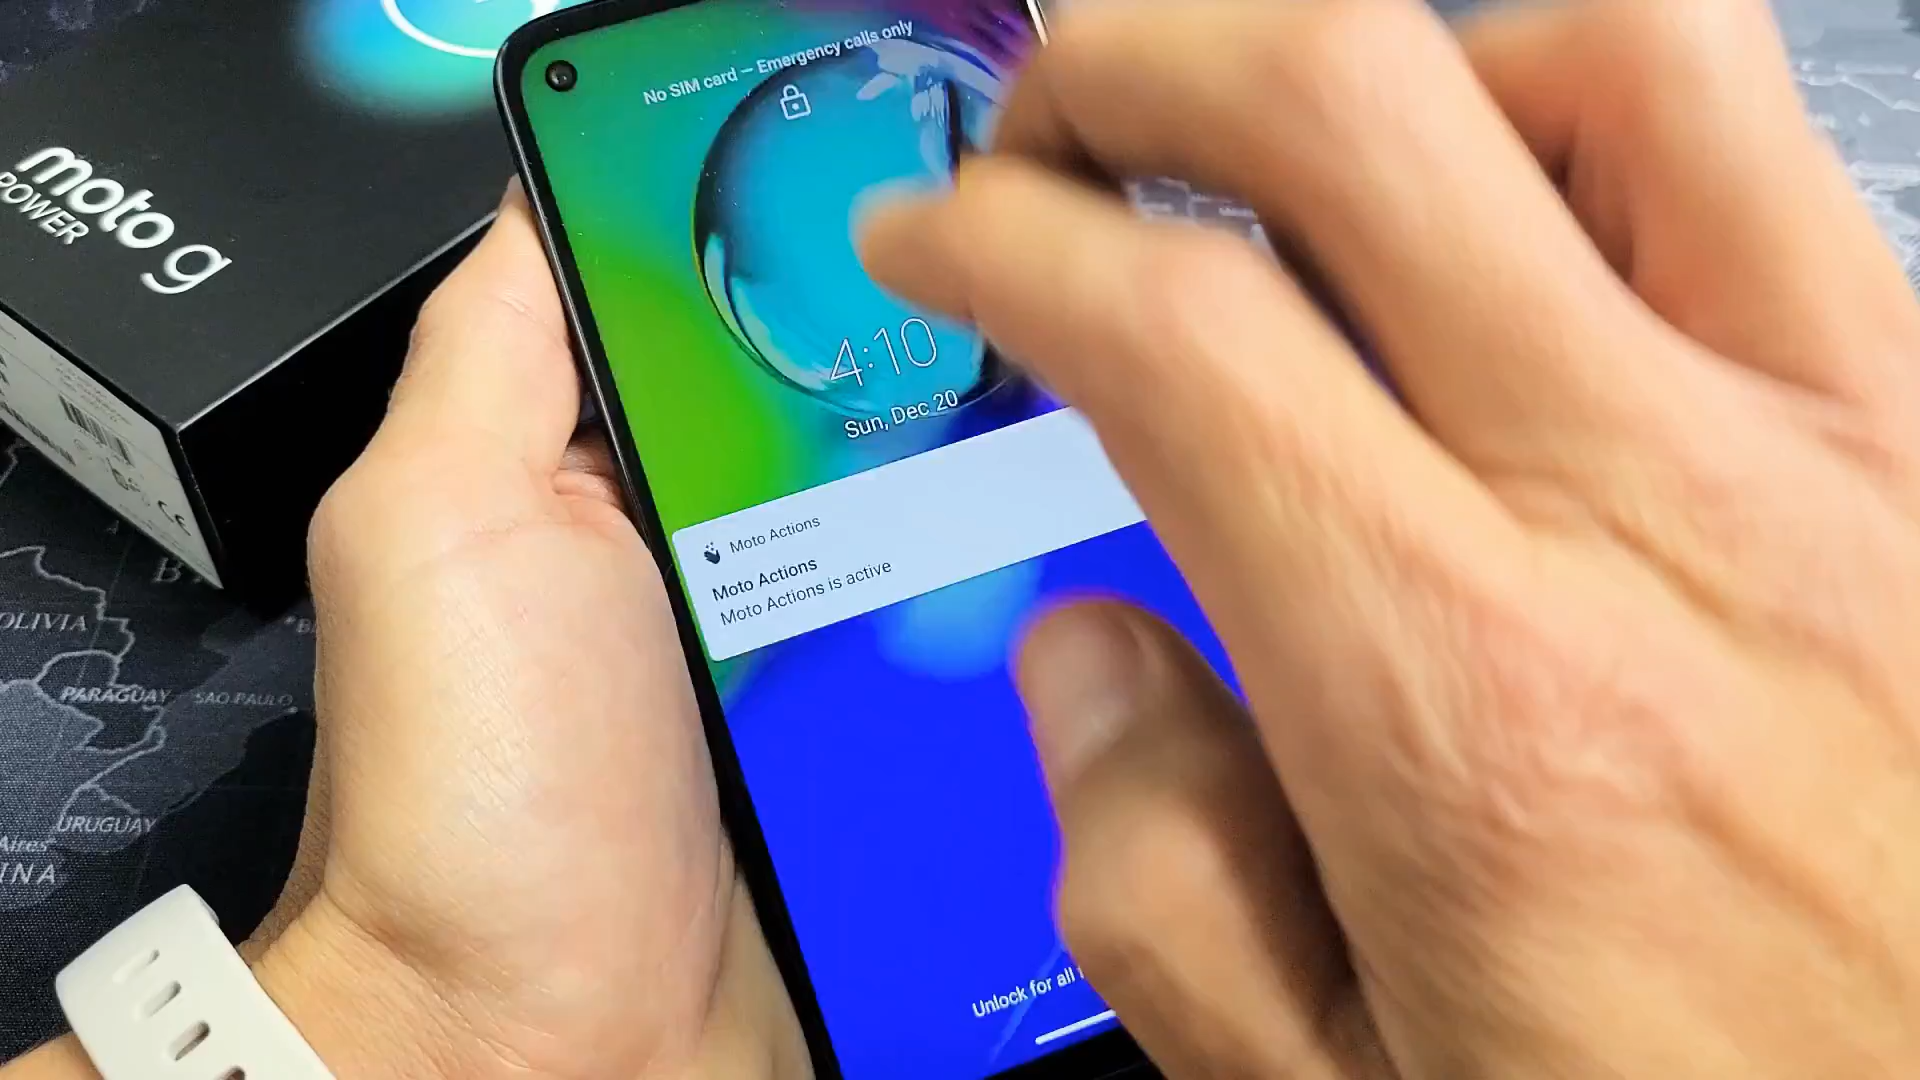 No SIM card – Emergency calls only
moto g
POWER
4:10
Sun, Dec 20
Moto Actions
Moto Actions
Moto Actions is active
Unlock for all
OLIVIA
PARAGUAY
SAO PAULO
URUGUAY
Aires
INA